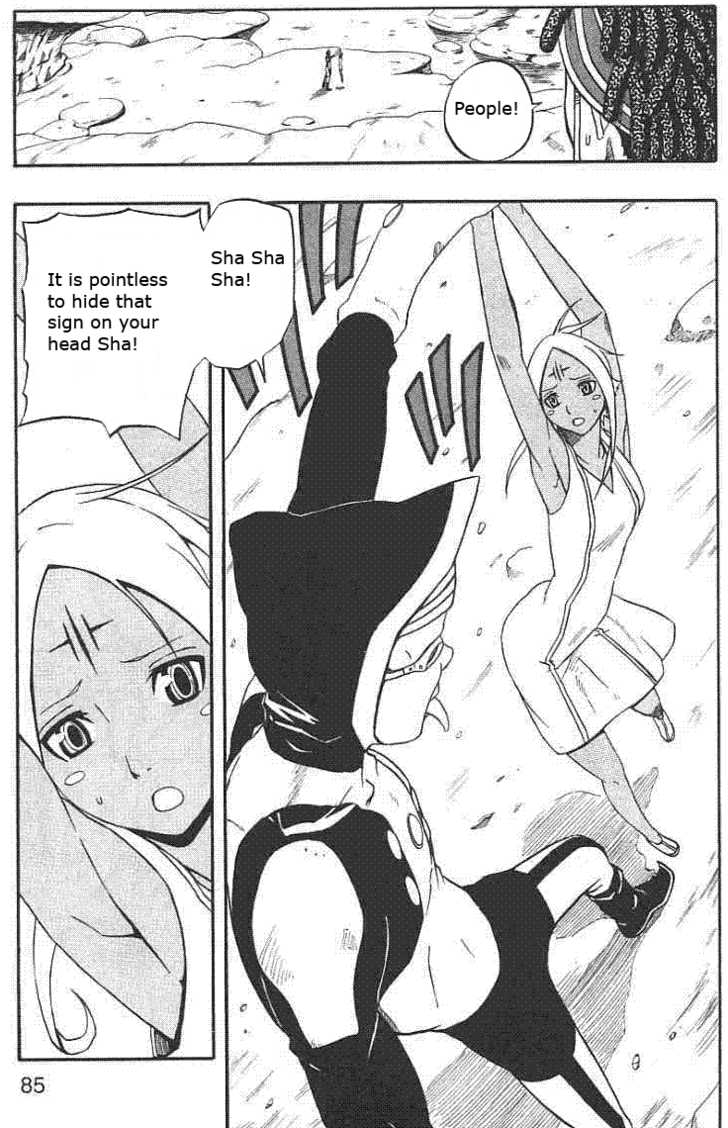 People!
Sha Sha
Sha!
It is pointless
to hide that
sign on your
head Sha!
85